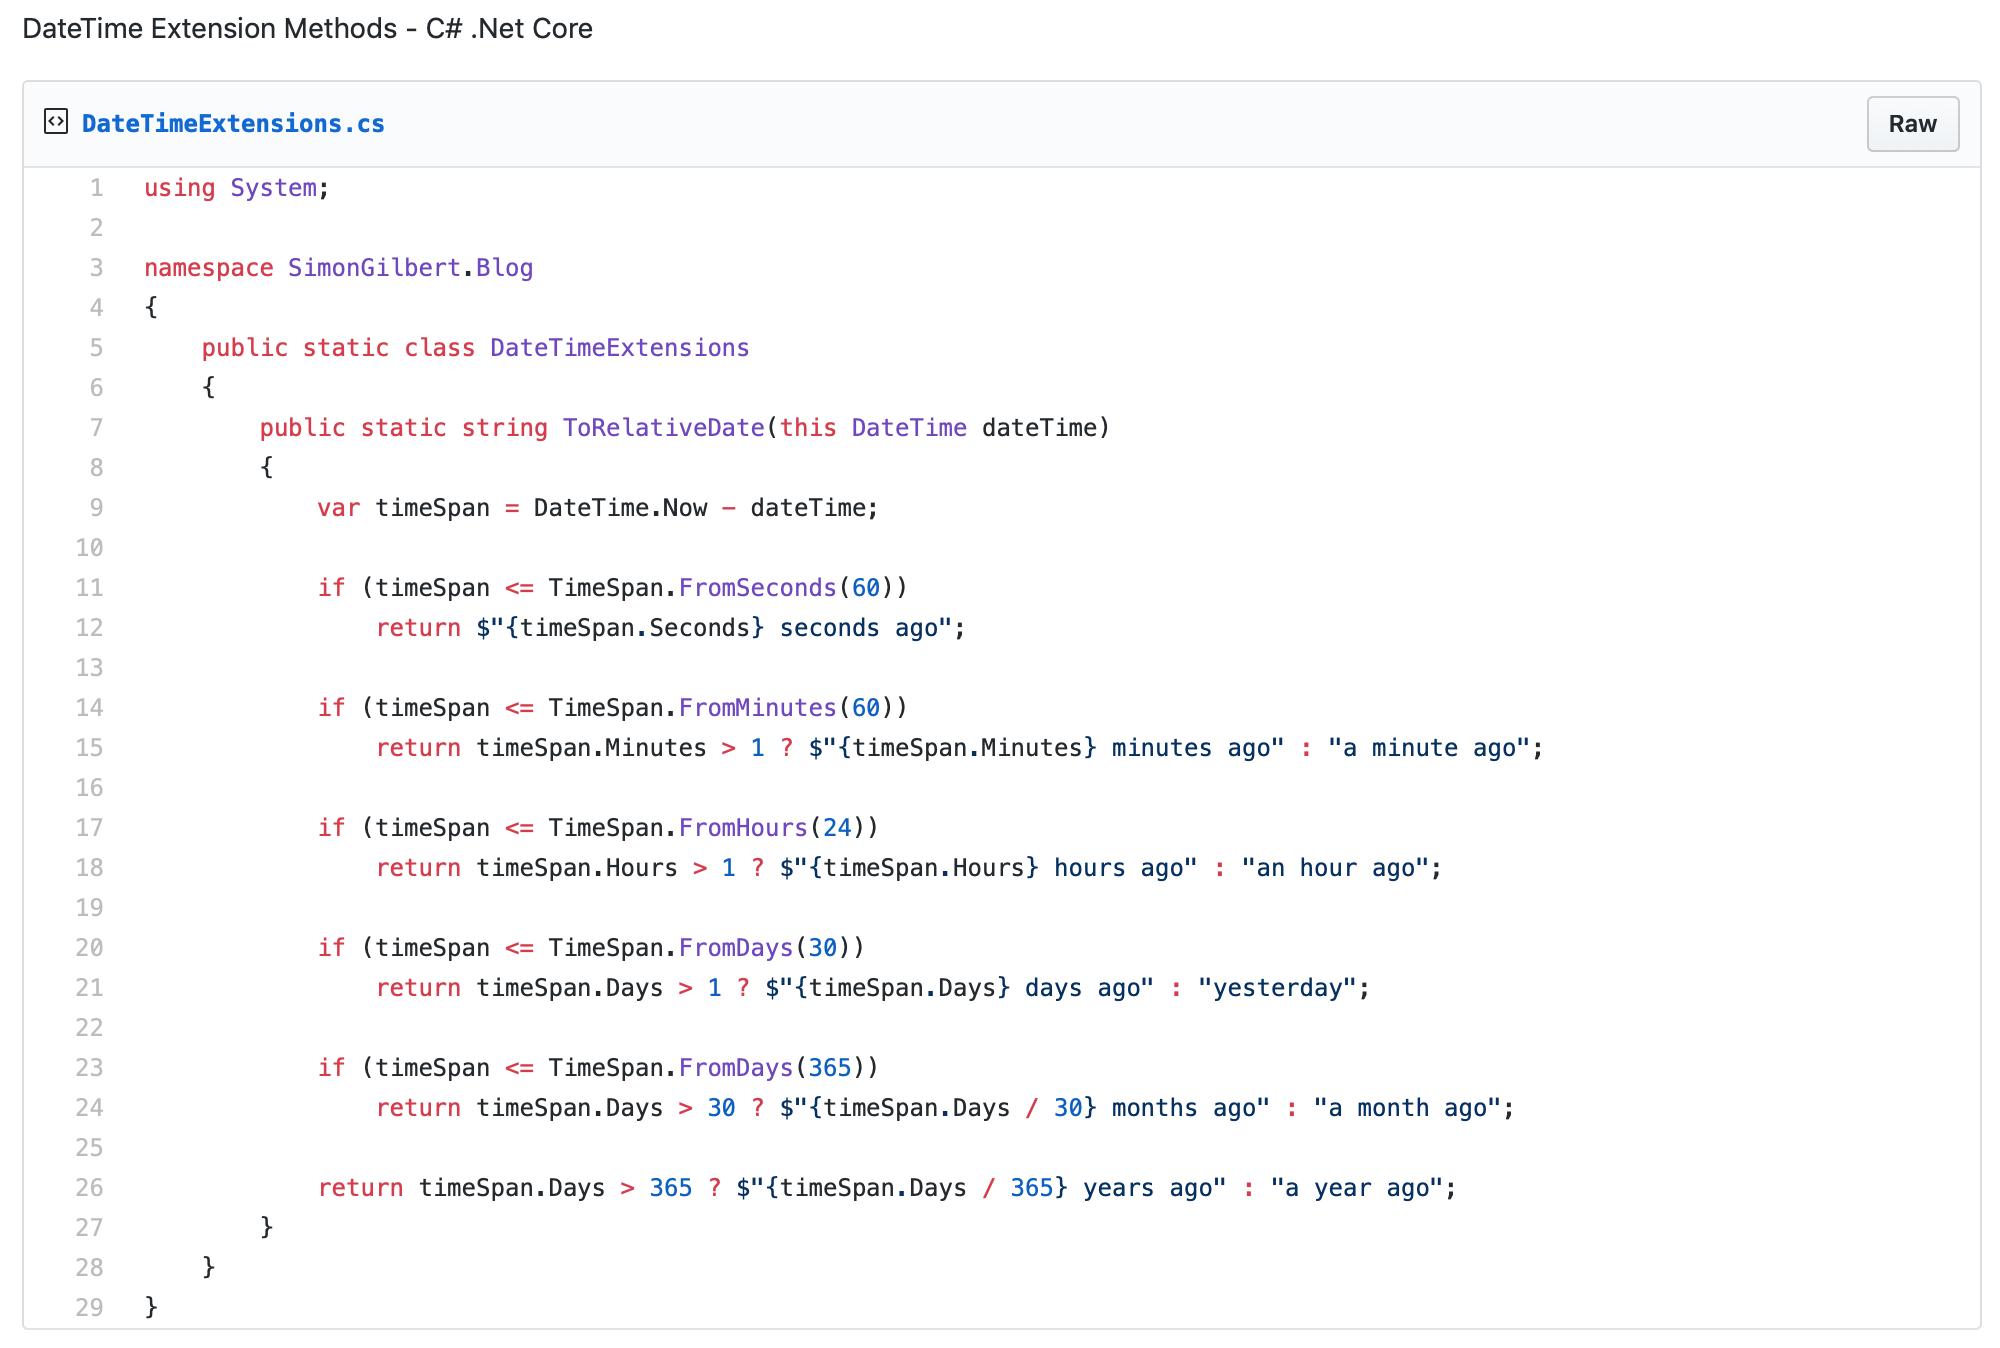 DateTime Extension Methods - C# .Net Core
DateTimeExtensions.cs
Raw
1 using System;
2
3 namespace SimonGilbert.Blog
4 {
5     public static class DateTimeExtensions
6     {
7         public static string ToRelativeDate(this DateTime dateTime)
8         {
9             var timeSpan = DateTime.Now - dateTime;
10
11             if (timeSpan <= TimeSpan.FromSeconds(60))
12                 return $"{timeSpan.Seconds} seconds ago";
13
14             if (timeSpan <= TimeSpan.FromMinutes(60))
15                 return timeSpan.Minutes > 1 ? $"{timeSpan.Minutes} minutes ago" : "a minute ago";
16
17             if (timeSpan <= TimeSpan.FromHours(24))
18                 return timeSpan.Hours > 1 ? $"{timeSpan.Hours} hours ago" : "an hour ago";
19
20             if (timeSpan <= TimeSpan.FromDays(30))
21                 return timeSpan.Days > 1 ? $"{timeSpan.Days} days ago" : "yesterday";
22
23             if (timeSpan <= TimeSpan.FromDays(365))
24                 return timeSpan.Days > 30 ? $"{timeSpan.Days / 30} months ago" : "a month ago";
25
26             return timeSpan.Days > 365 ? $"{timeSpan.Days / 365} years ago" : "a year ago";
27         }
28     }
29 }